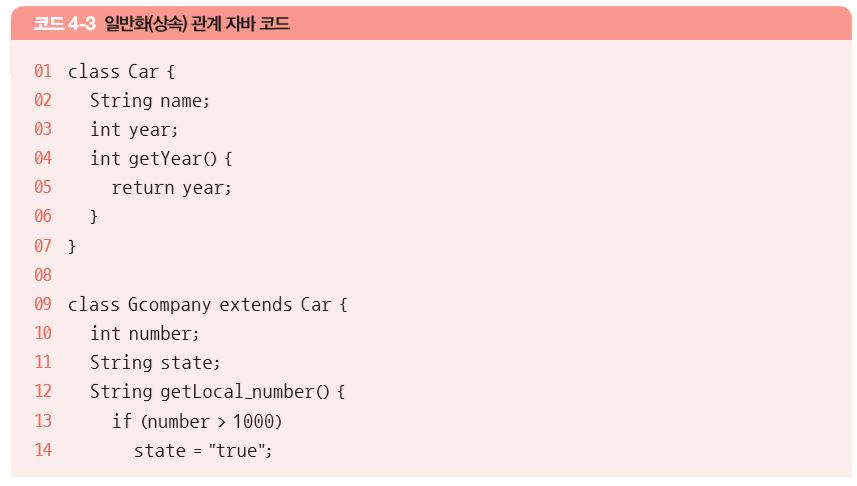 코드 4-3 일반화(상속) 관계 자바 코드
01 class Car {
02 String name;
03 int year;
04 int getYear() {
05 return year;
06 }
07 }
08
09 class Gcompany extends Car {
10 int number;
11 String state;
12 String getLocal_number() {
13 if (number > 1000)
14 state = "true";